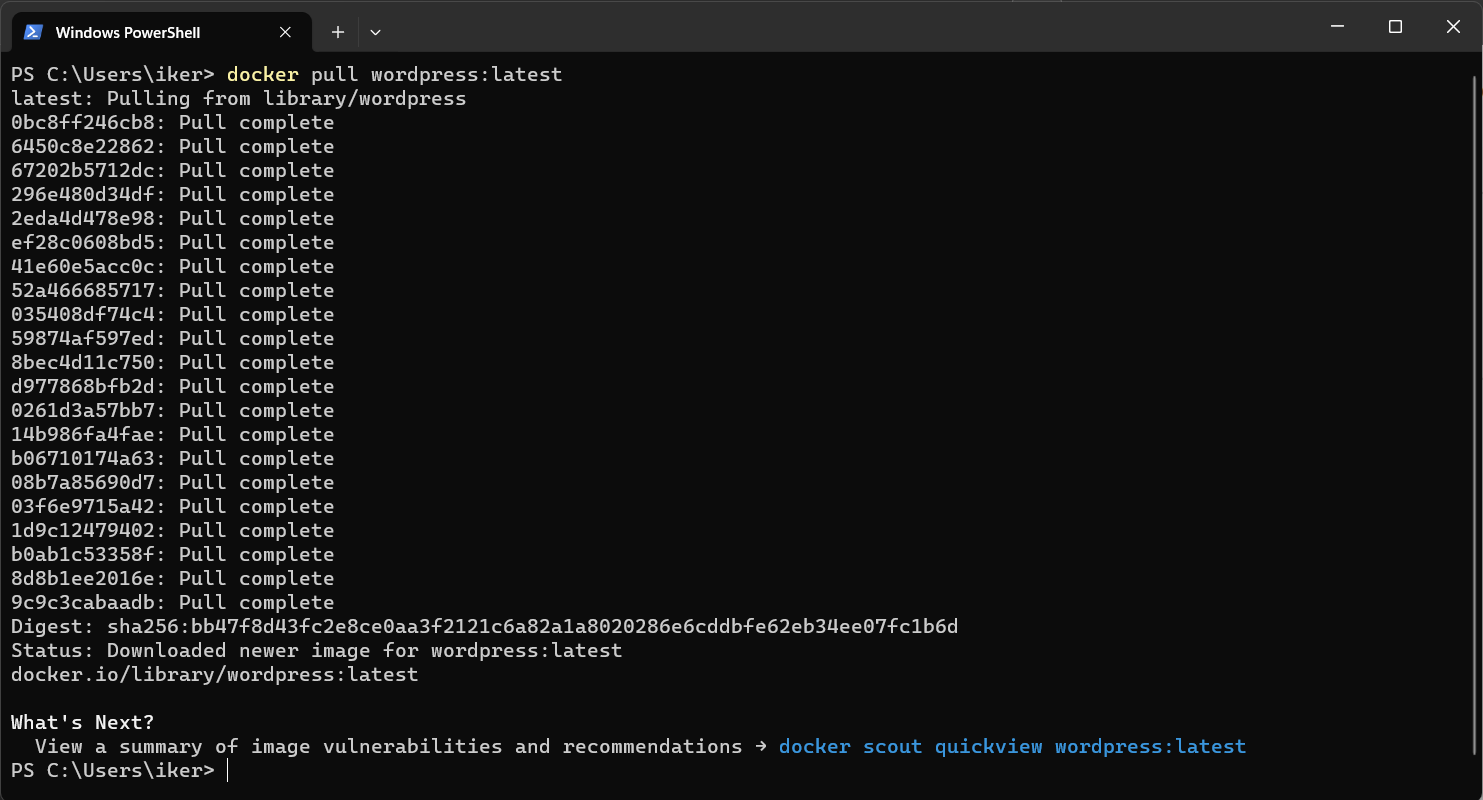 Windows PowerShell
PS C:\Users\iker> docker pull wordpress:latest
latest: Pulling from library/wordpress
0bc8ff246cb8: Pull complete
6450c8e22862: Pull complete
67202b5712dc: Pull complete
296e480d34df: Pull complete
2eda4d478e98: Pull complete
ef28c0608bd5: Pull complete
41e60e5acc0c: Pull complete
52a466685717: Pull complete
035408df74c4: Pull complete
59874af597ed: Pull complete
8bec4d11c750: Pull complete
d977868bfb2d: Pull complete
0261d3a57bb7: Pull complete
14b986fa4fae: Pull complete
b06710174a63: Pull complete
08b7a85690d7: Pull complete
03f6e9715a42: Pull complete
1d9c12479402: Pull complete
b0ab1c53358f: Pull complete
8d8b1ee2016e: Pull complete
9c9c3cabaadb: Pull complete
Digest: sha256:bb47f8d43fc2e8ce0aa3f2121c6a82a1a8020286e6cddbfe62eb34ee07fc1b6d
Status: Downloaded newer image for wordpress:latest
docker.io/library/wordpress:latest
What's Next?
View a summary of image vulnerabilities and recommendations → docker scout quickview wordpress:latest
PS C:\Users\iker>